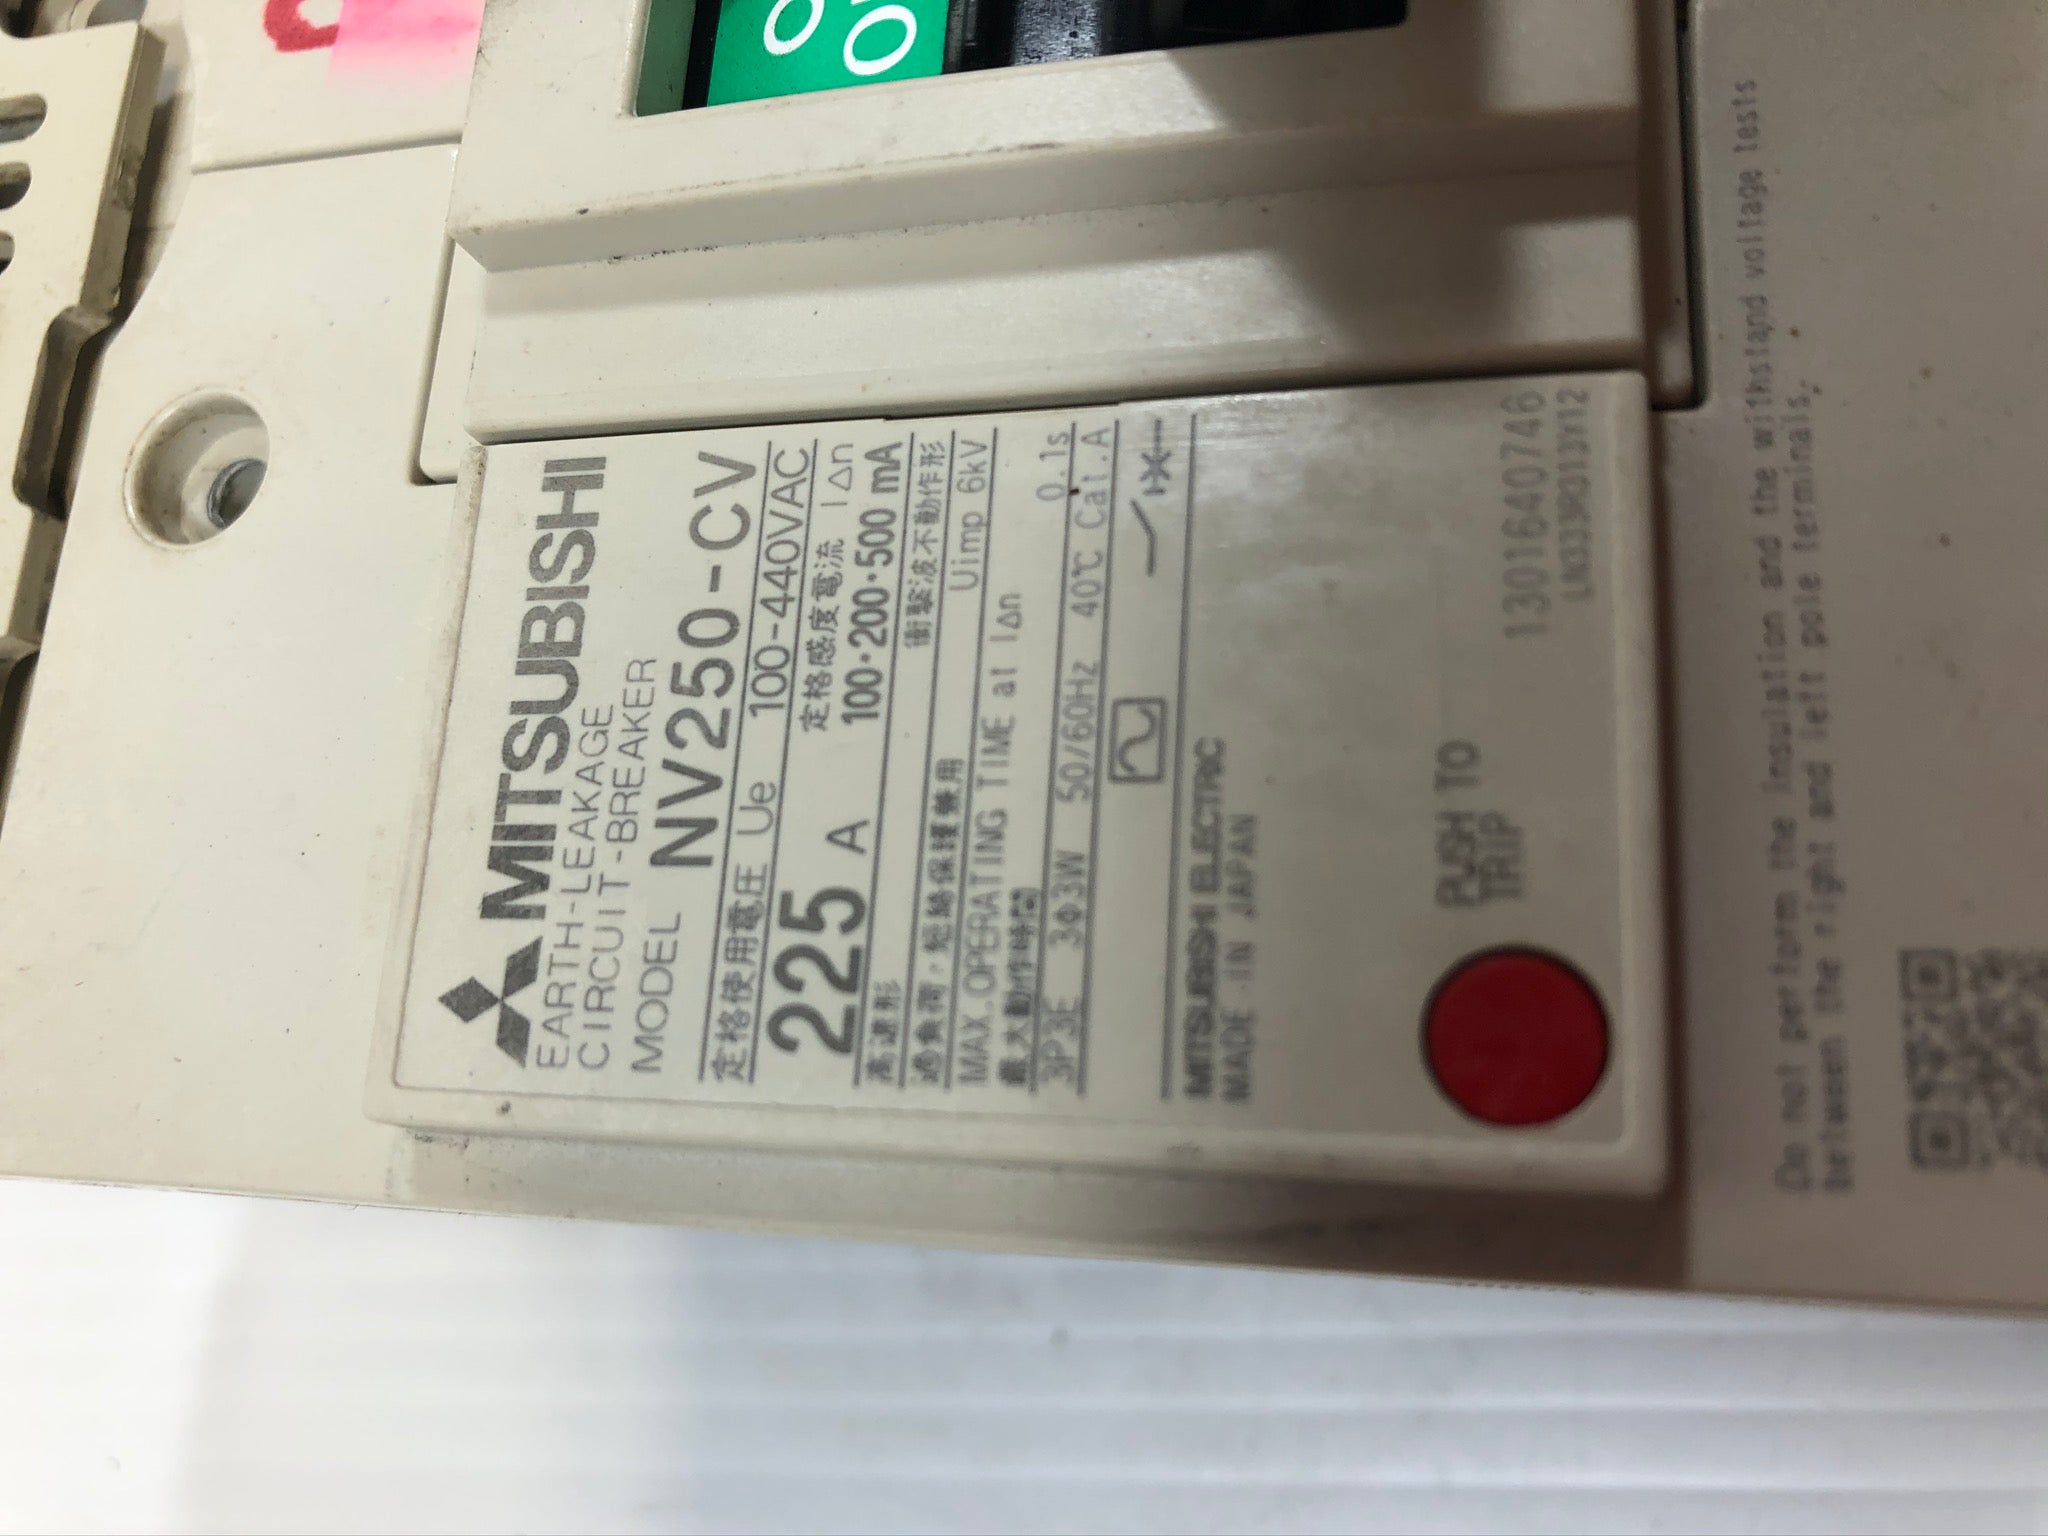 MITSUBISHI
EARTH-LEAKAGE
CIRCUIT-BREAKER
MODEL NV250-CV
定格使用電圧 Ue 100-440VAC
225 A
定格感度電流 IΔn
100・200・500 mA
高速形
衝撃波不動作形
過負荷・短絡保護兼用
Uimp 6kV
MAX.OPERATING TIME at IΔn
最大動作時間 0.1s
3P3E 3Φ3W 50/60Hz 40℃ Cat.A
MITSUBISHI ELECTRIC
MADE IN JAPAN
PUSH TO
TRIP
1301640746
Do not perform the insulation and the withstand voltage tests
between the right and left pole terminals.